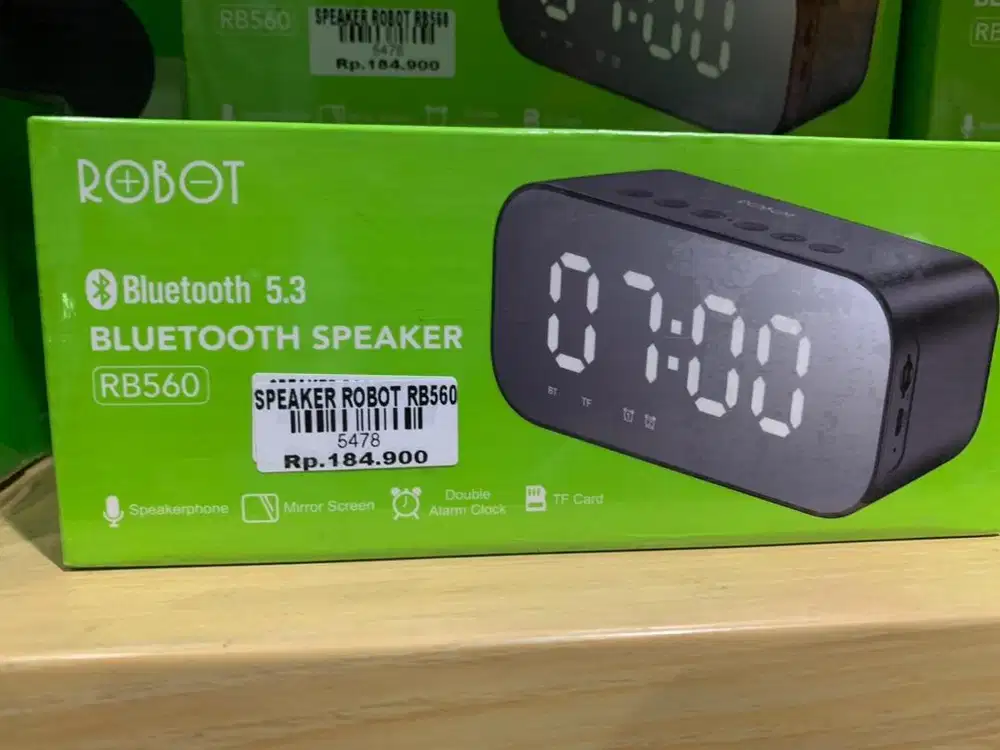 RB560
SPEAKER ROBOT RB560
5478
Rp.184.900
ROBOT
Bluetooth 5.3
BLUETOOTH SPEAKER
RB560
SPEAKER ROBOT RB560
5478
Rp.184.900
Speakerphone
Mirror Screen
Double
Alarm Clock
TF Card
ROBOT
07:00
BT
TF